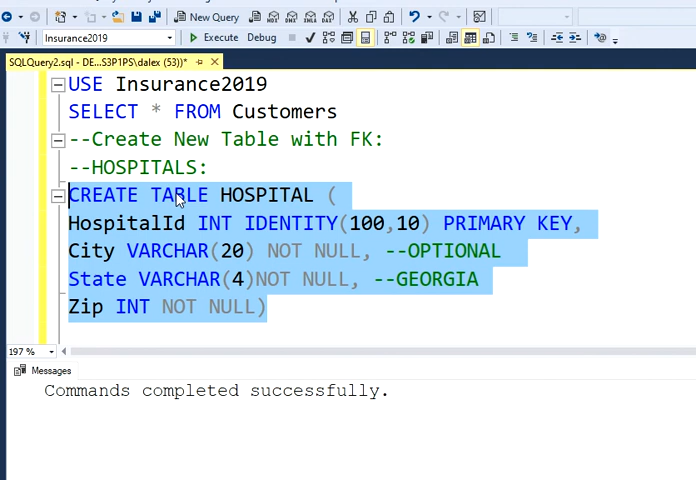 New Query
Insurance2019
Execute
Debug
SQLQuery2.sql - DE...S3P1PS\dalex (53))*
USE Insurance2019
SELECT * FROM Customers
--Create New Table with FK:
--HOSPITALS:
CREATE TABLE HOSPITAL (
HospitalId INT IDENTITY(100,10) PRIMARY KEY,
City VARCHAR(20) NOT NULL, --OPTIONAL
State VARCHAR(4)NOT NULL, --GEORGIA
Zip INT NOT NULL)
197 %
Messages
Commands completed successfully.